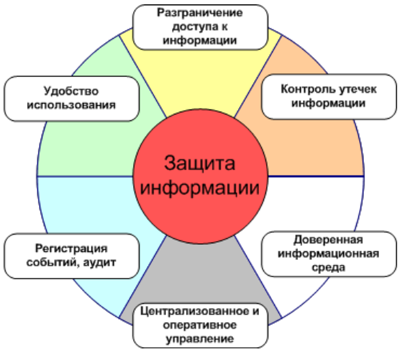 Разграничение
доступа к
информации
Удобство
использования
Контроль утечек
информации
Защита
информации
Регистрация
событий, аудит
Доверенная
информационная
среда
Централизованное и
оперативное
управление